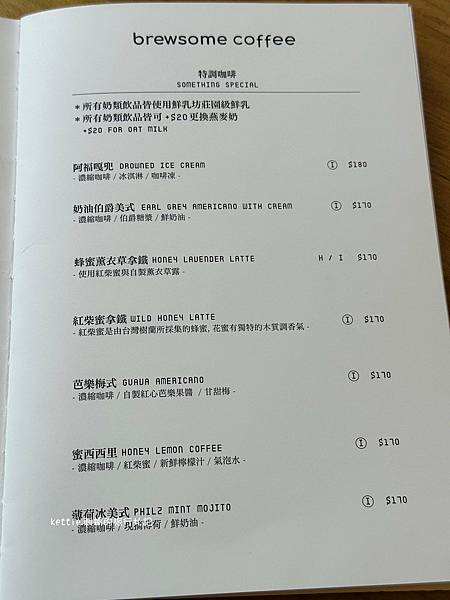 brewsome coffee
特調咖啡
SOMETHING SPECIAL
＊所有奶類飲品皆使用鮮乳坊莊園級鮮乳
＊所有奶類飲品皆可 +$20 更換燕麥奶
+$20 FOR OAT MILK
阿福嘎兜 DROWNED ICE CREAM Ⓘ $180
- 濃縮咖啡 / 冰淇淋 / 咖啡凍 -
奶油伯爵美式 EARL GREY AMERICANO WITH CREAM Ⓘ $170
- 濃縮咖啡 / 伯爵糖漿 / 鮮奶油 -
蜂蜜薰衣草拿鐵 HONEY LAVENDER LATTE H / I $170
- 使用紅柴蜜與自製薰衣草露 -
紅柴蜜拿鐵 WILD HONEY LATTE Ⓘ $170
- 紅柴蜜是由台灣樹蘭所採集的蜂蜜, 花蜜有獨特的木質調香氣 -
芭樂梅式 GUAVA AMERICANO Ⓘ $170
- 濃縮咖啡 / 自製紅心芭樂果醬 / 甘甜梅 -
蜜西西里 HONEY LEMON COFFEE Ⓘ $170
- 濃縮咖啡 / 紅柴蜜 / 新鮮檸檬汁 / 氣泡水 -
薄荷冰美式 PHILZ MINT MOJITO Ⓘ $170
- 濃縮咖啡 / 現摘薄荷 / 鮮奶油 -
kettie